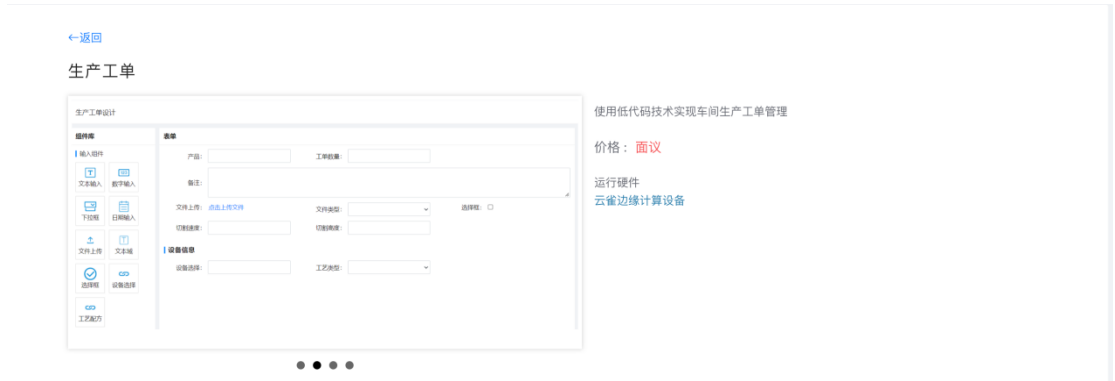 ←返回
生产工单
生产工单设计
组件库
表单
输入组件
产品：
工单数量：
文本输入
数字输入
备注：
下拉框
日期输入
文件上传：
点击上传文件
文件类型：
选择框：
切割速度：
切割高度：
文件上传
文本域
设备信息
设备选择：
工艺类型：
选择框
设备选择
工艺配方
使用低代码技术实现车间生产工单管理
价格：面议
运行硬件
云雀边缘计算设备